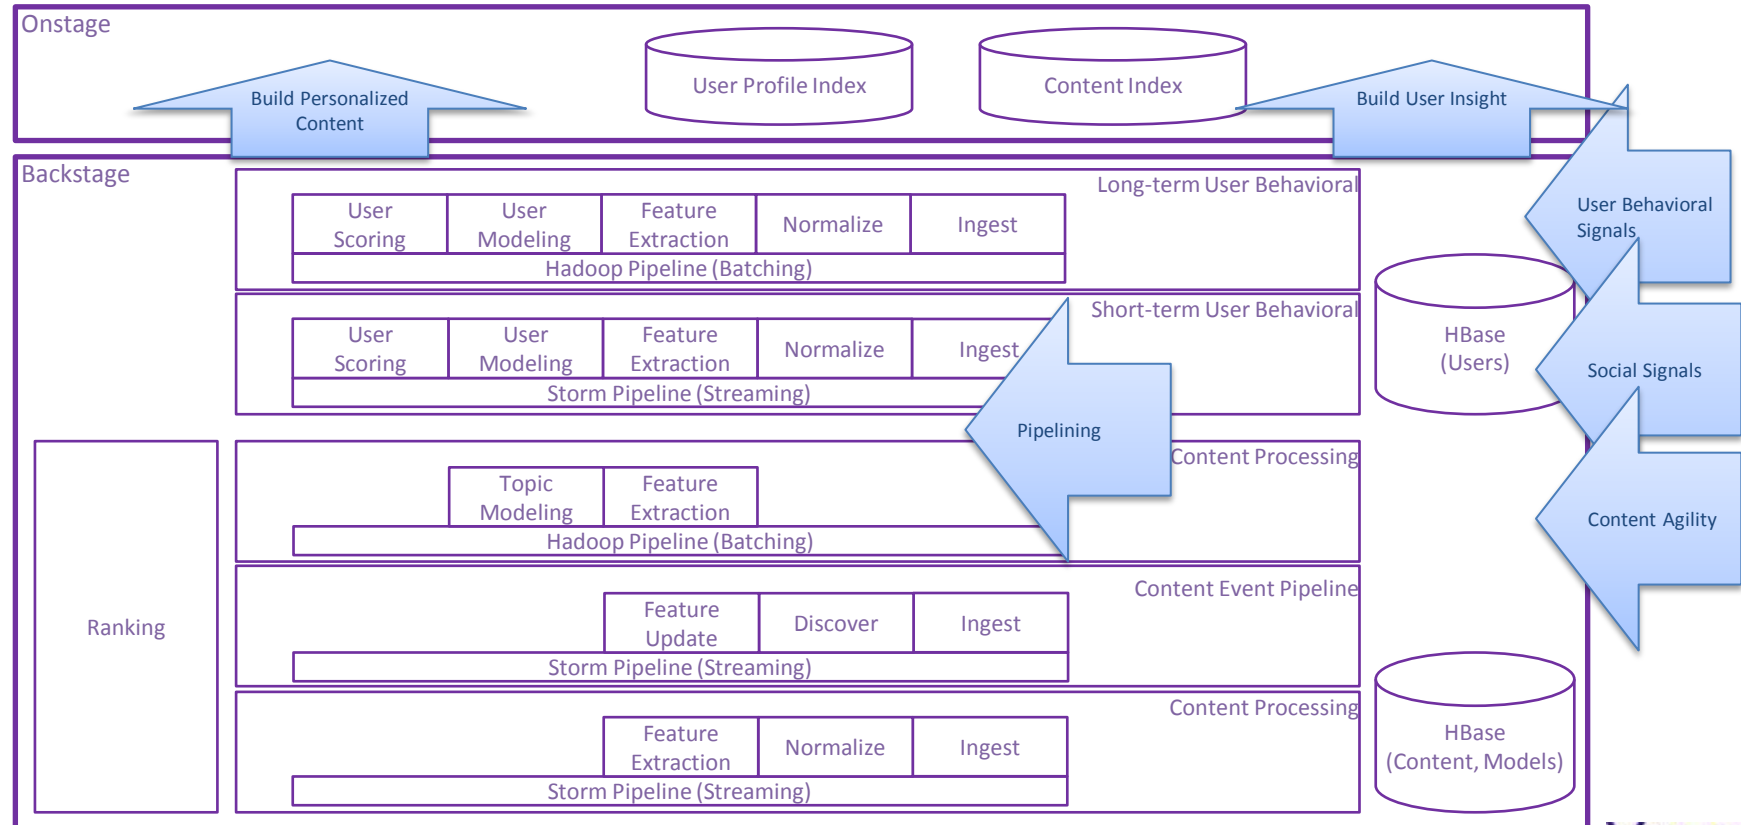 Onstage
User Profile Index
Content Index
Build Personalized
Content
Build User Insight
Backstage
Long-term User Behavioral
User
Scoring
User
Modeling
Feature
Extraction
Normalize
Ingest
Hadoop Pipeline (Batching)
User Behavioral
Signals
Short-term User Behavioral
User
Scoring
User
Modeling
Feature
Extraction
Normalize
Ingest
Storm Pipeline (Streaming)
HBase
(Users)
Social Signals
Pipelining
Content Processing
Topic
Modeling
Feature
Extraction
Hadoop Pipeline (Batching)
Content Agility
Ranking
Content Event Pipeline
Feature
Update
Discover
Ingest
Storm Pipeline (Streaming)
Content Processing
Feature
Extraction
Normalize
Ingest
Storm Pipeline (Streaming)
HBase
(Content, Models)